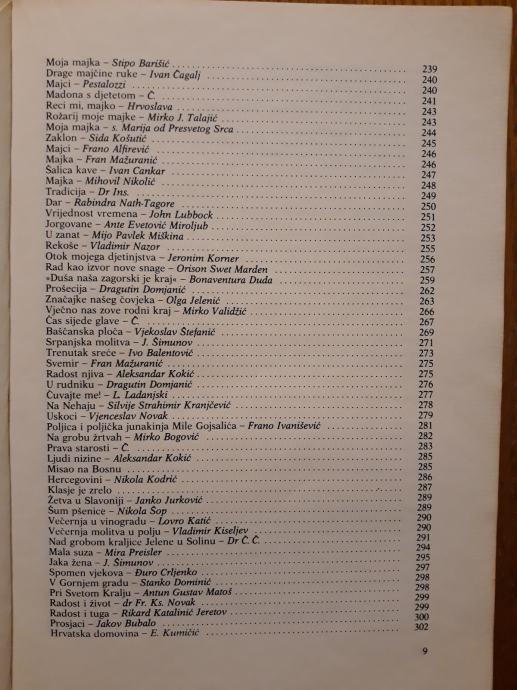 Moja majka – Stipo Barišić 239
Drage majčine ruke – Ivan Čagalj 240
Majci – Pestalozzi 240
Madona s djetetom – Č. 241
Reci mi, majko – Hrvoslava 243
Rožarij moje majke – Mirko J. Talajić 243
Moja majka – s. Marija od Presvetog Srca 244
Zaklon – Sida Košutić 245
Majci – Frano Alfirević 246
Majka – Fran Mažuranić 246
Šalica kave – Ivan Cankar 247
Majka – Mihovil Nikolić 248
Tradicija – Dr Ins. 249
Dar – Rabindra Nath-Tagore 250
Vrijednost vremena – John Lubbock 251
Jorgovane – Ante Evetović Miroljub 252
U zanat – Mijo Pavlek Miškina 253
Rekoše – Vladimir Nazor 255
Otok mojega djetinjstva – Jeronim Korner 256
Rad kao izvor nove snage – Orison Swet Marden 257
»Duša naša zagorski je kraj« – Bonaventura Duda 259
Prošecija – Dragutin Domjanić 262
Značajke našeg čovjeka – Olga Jelenić 263
Vječno nas zove rodni kraj – Mirko Validžić 266
Čas sijede glave – Č. 267
Baščanska ploča – Vjekoslav Štefanić 269
Srpanjska molitva – J. Šimunov 271
Trenutak sreće – Ivo Balentović 273
Svemir – Fran Mažuranić 275
Radost njiva – Aleksandar Kokić 275
U rudniku – Dragutin Domjanić 276
Čuvajte me! – L. Ladanjski 277
Na Nehaju – Silvije Strahimir Kranjčević 278
Uskoci – Vjenceslav Novak 279
Poljica i poljička junakinja Mile Gojsalića – Frano Ivanišević 281
Na grobu žrtvah – Mirko Bogović 282
Prava starosti – Č. 283
Ljudi nizine – Aleksandar Kokić 285
Misao na Bosnu 285
Hercegovini – Nikola Kodrić 286
Klasje je zrelo 287
Žetva u Slavoniji – Janko Jurković 289
Šum pšenice – Nikola Šop 289
Večernja u vinogradu – Lovro Katić 290
Večernja molitva u polju – Vladimir Kiseljev 290
Nad grobom kraljice Jelene u Solinu – Dr Č. Č. 291
Mala suza – Mira Preisler 294
Jaka žena – J. Šimunov 295
Spomen vjekova – Đuro Crljenko 297
V Gornjem gradu – Stanko Dominić 298
Pri Svetom Kralju – Antun Gustav Matoš 298
Radost i život – dr Fr. Ks. Novak 299
Radost i tuga – Rikard Katalinić Jeretov 299
Prosjaci – Jakov Bubalo 300
Hrvatska domovina – E. Kumičić 302
9